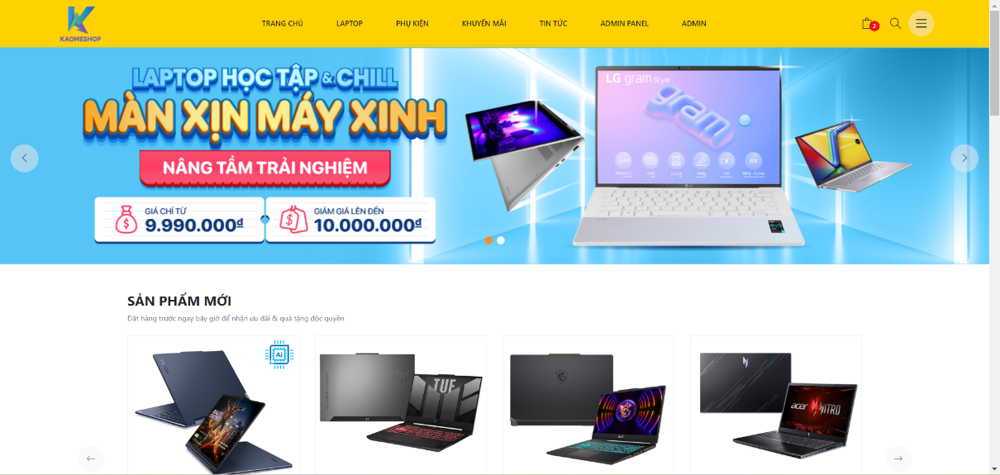 KAOMESHOP
TRANG CHỦ LAPTOP PHỤ KIỆN KHUYẾN MÃI TIN TỨC ADMIN PANEL ADMIN
2
LAPTOP HỌC TẬP & CHILL
MÀN XỊN MÁY XINH
NÂNG TẦM TRẢI NGHIỆM
GIÁ CHỈ TỪ
9.990.000đ
GIẢM GIÁ LÊN ĐẾN
10.000.000đ
LG gram Style
gram
SẢN PHẨM MỚI
Đặt hàng trước ngay bây giờ để nhận ưu đãi & quà tặng độc quyền
Ai
TUF
acer NITRO